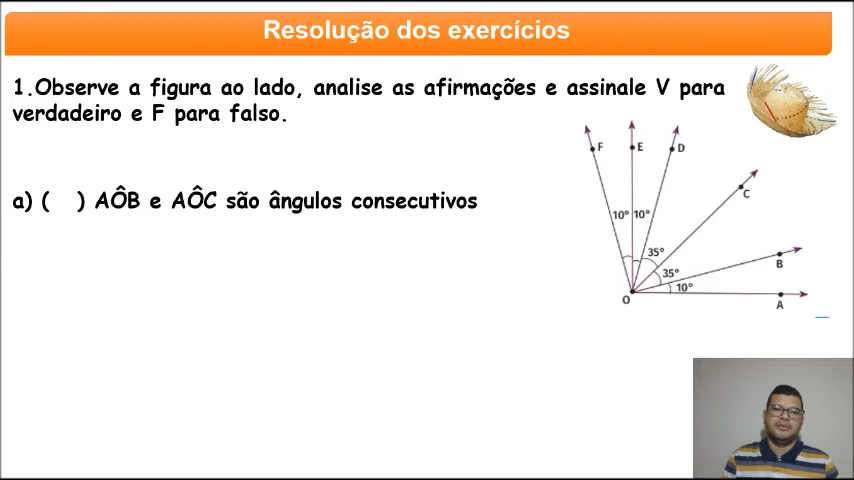 Resolução dos exercícios
1.Observe a figura ao lado, analise as afirmações e assinale V para
verdadeiro e F para falso.
a) (   ) AÔB e AÔC são ângulos consecutivos
F
E
D
C
10° 10°
35°
35°
B
10°
O
A